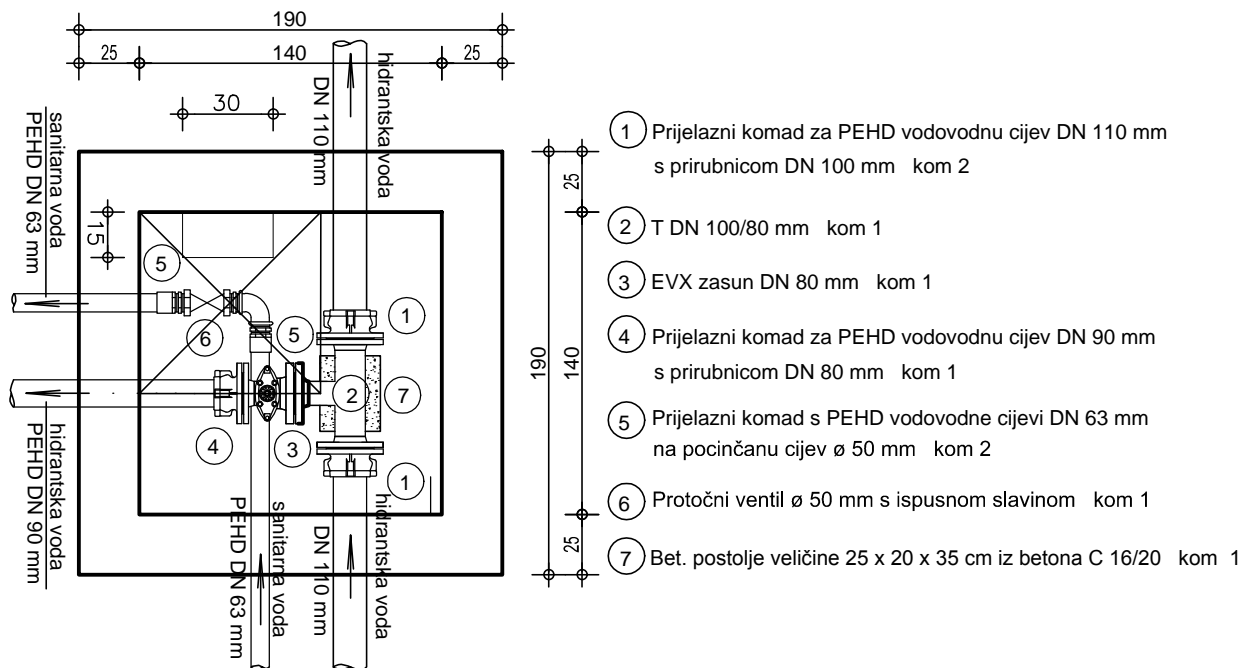 190
25
140
25
30
hidrantska voda
DN 110 mm
sanitarna voda
PEHD DN 63 mm
15
5
6
5
1
2
7
4
3
1
hidrantska voda
PEHD DN 90 mm
sanitarna voda
PEHD DN 63 mm
hidrantska voda
DN 110 mm
190
25
140
25
1 Prijelazni komad za PEHD vodovodnu cijev DN 110 mm
s prirubnicom DN 100 mm kom 2
2 T DN 100/80 mm kom 1
3 EVX zasun DN 80 mm kom 1
4 Prijelazni komad za PEHD vodovodnu cijev DN 90 mm
s prirubnicom DN 80 mm kom 1
5 Prijelazni komad s PEHD vodovodne cijevi DN 63 mm
na pocinčanu cijev ø 50 mm kom 2
6 Protočni ventil ø 50 mm s ispusnom slavinom kom 1
7 Bet. postolje veličine 25 x 20 x 35 cm iz betona C 16/20 kom 1